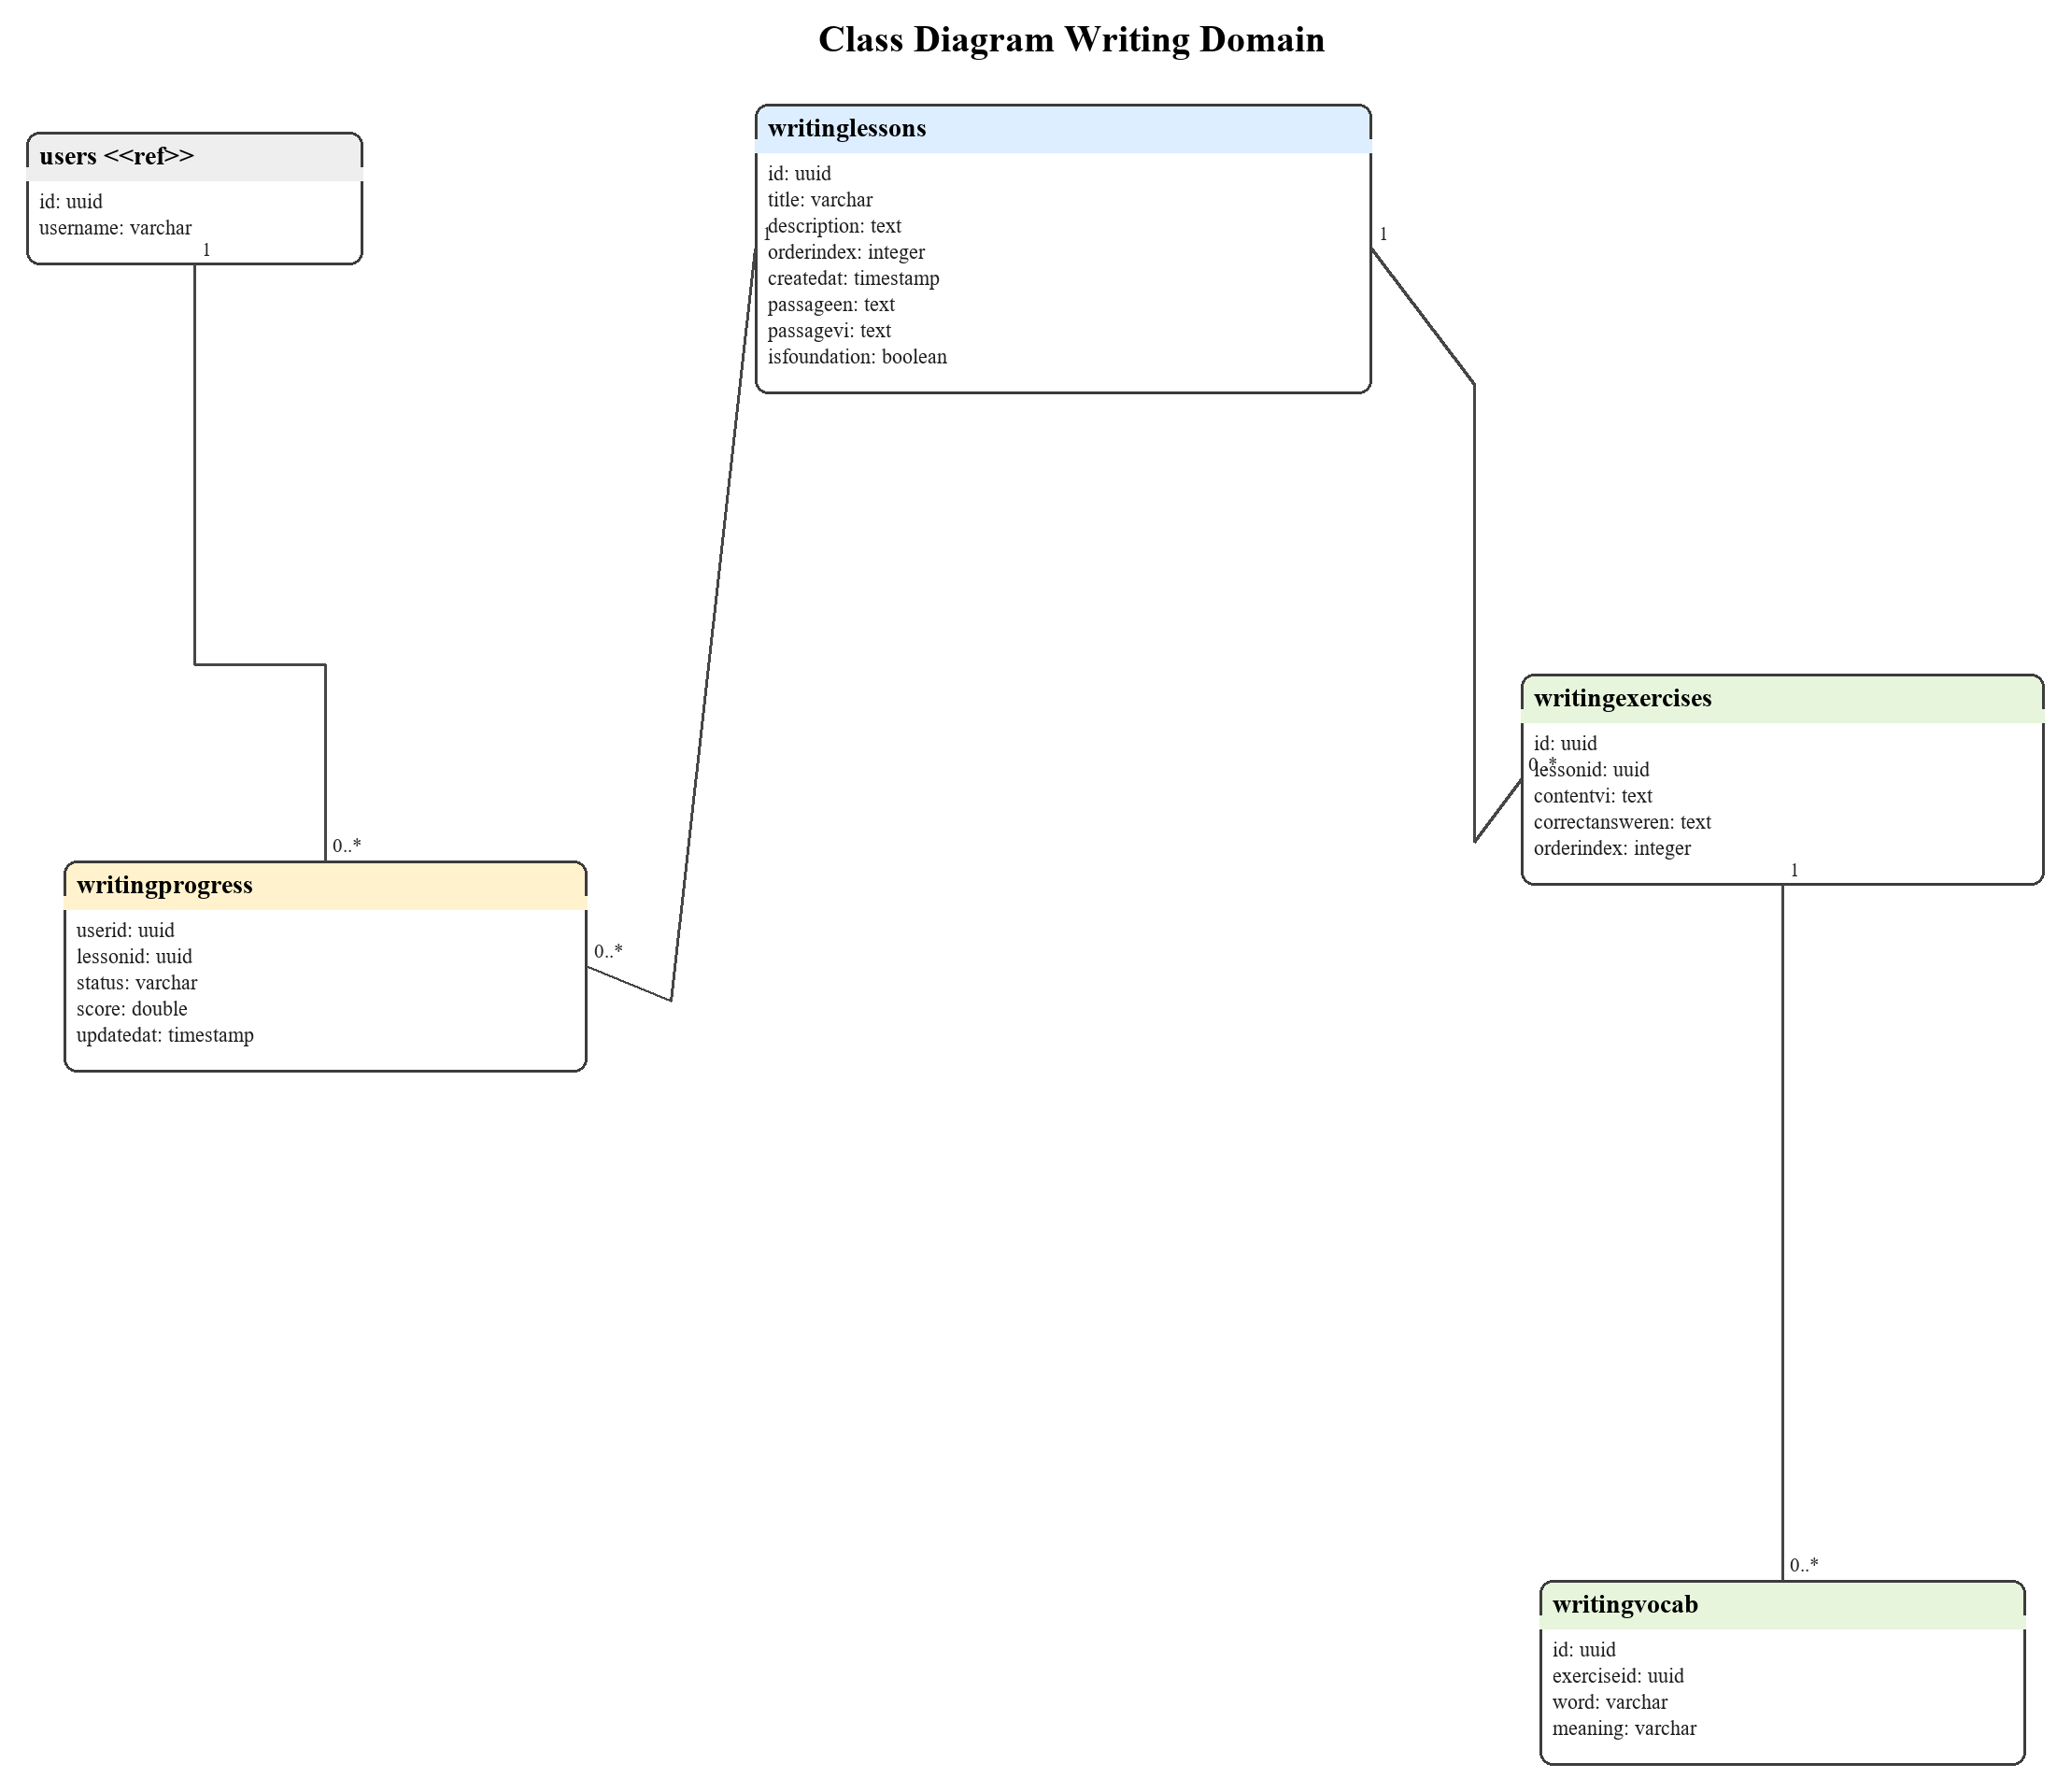 Class Diagram Writing Domain
users <<ref>>
id: uuid
username: varchar
1
writinglessons
id: uuid
title: varchar
description: text
1
orderindex: integer
createdat: timestamp
passageen: text
passagevi: text
isfoundation: boolean
1
writingexercises
id: uuid
0..*
lessonid: uuid
contentvi: text
correctansweren: text
orderindex: integer
1
0..*
writingprogress
userid: uuid
lessonid: uuid
status: varchar
score: double
updatedat: timestamp
0..*
0..*
writingvocab
id: uuid
exerciseid: uuid
word: varchar
meaning: varchar